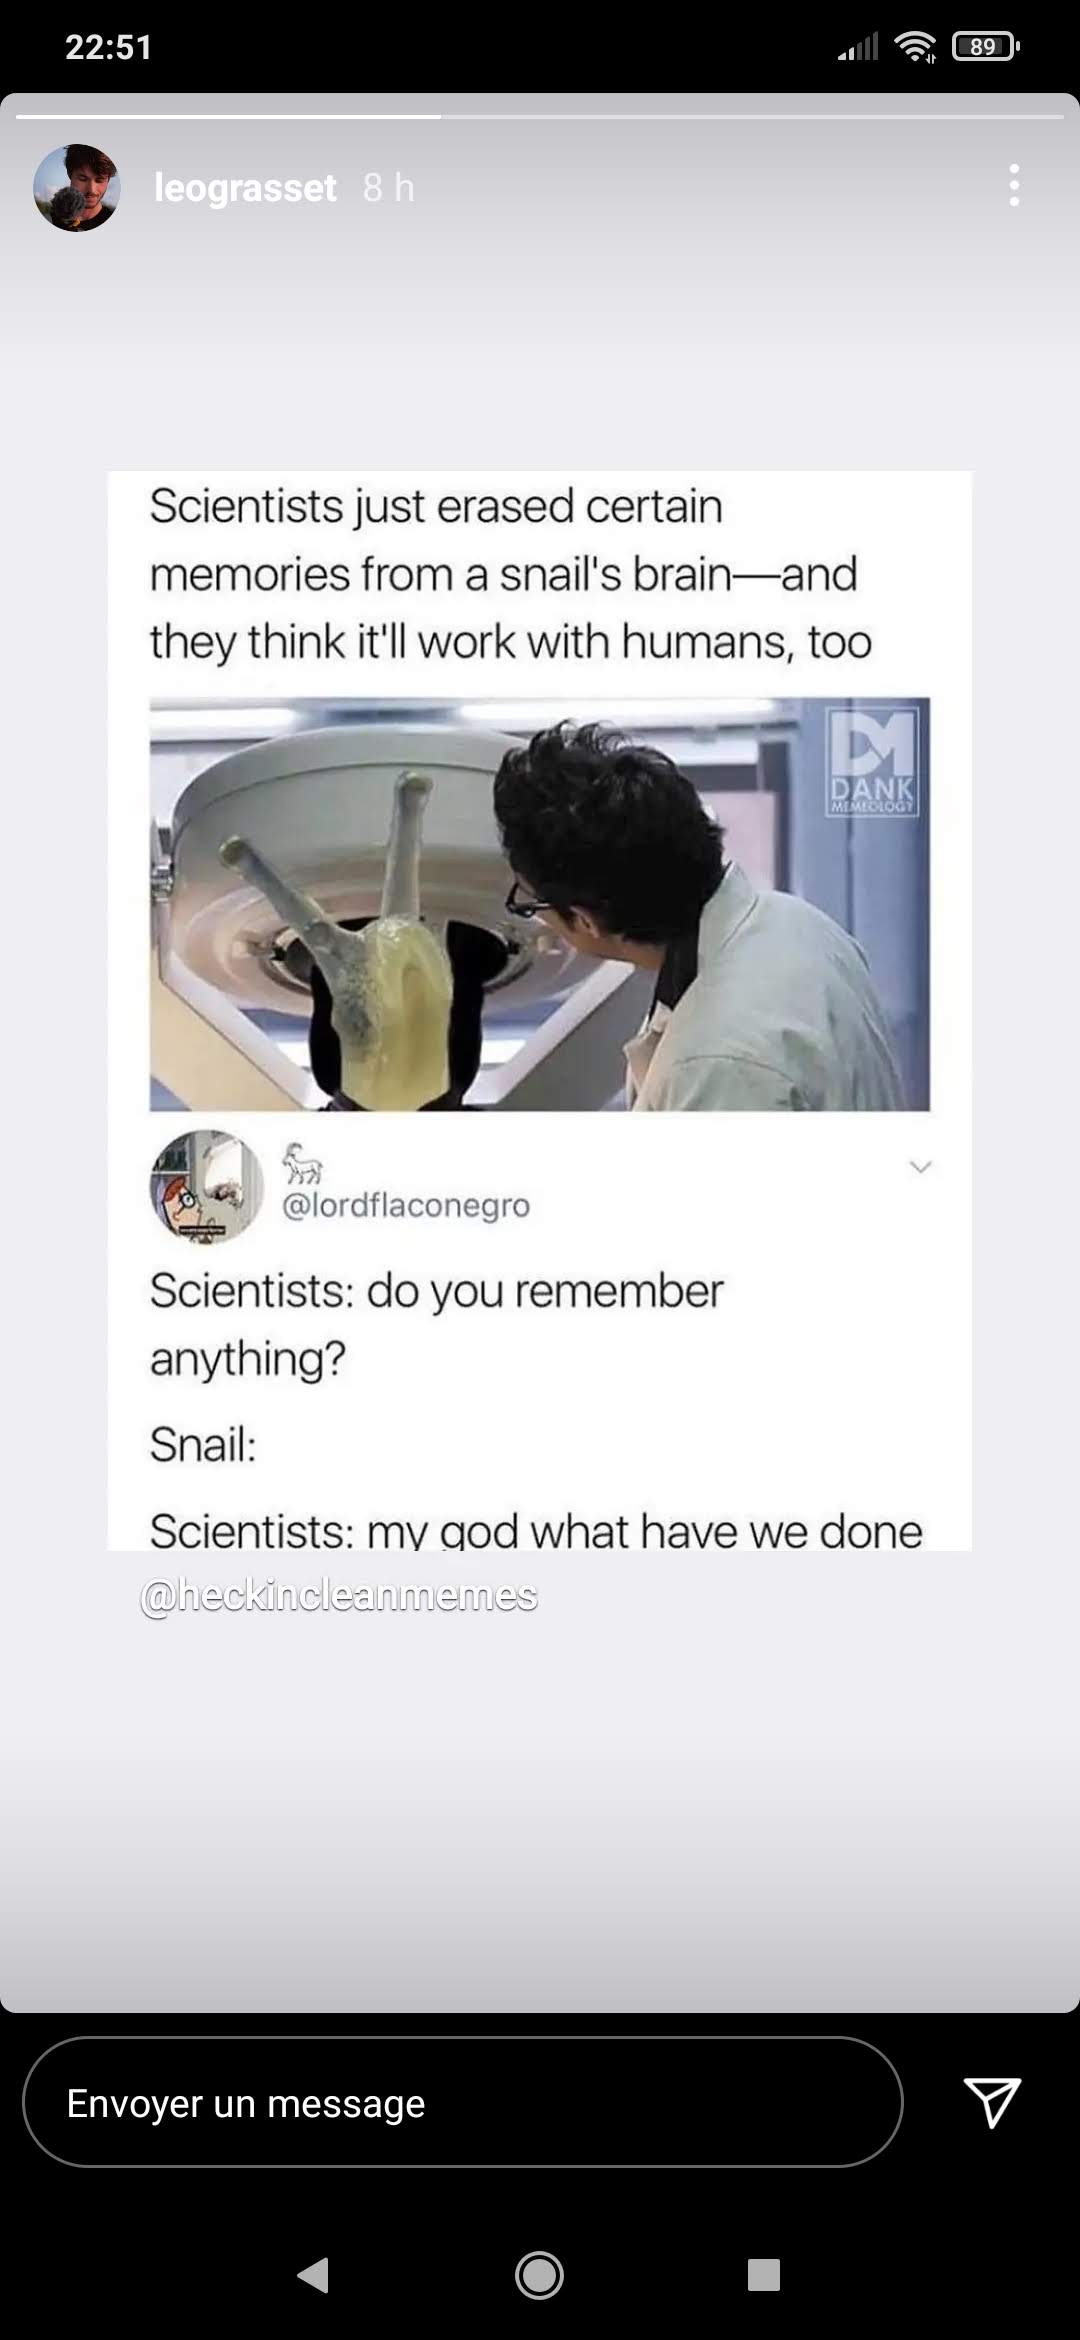 22:51
89
leograsset 8 h
Scientists just erased certain
memories from a snail's brain—and
they think it'll work with humans, too
DM
DANK
MEMEOLOGY
@lordflaconegro
Scientists: do you remember
anything?
Snail:
Scientists: my god what have we done
@heckincleanmemes
Envoyer un message